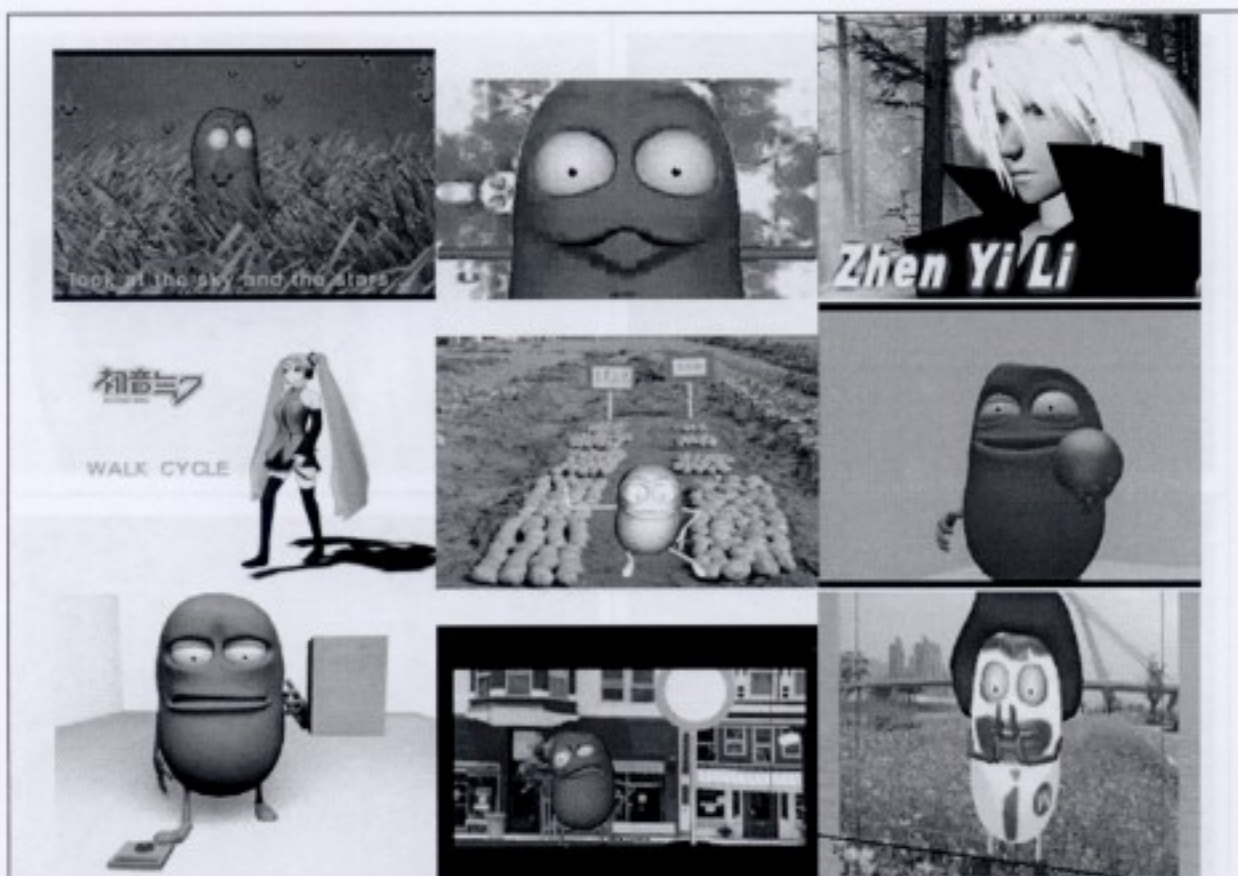 look at the sky and the stars
Zhen Yi Li
初音ミク
WALK CYCLE